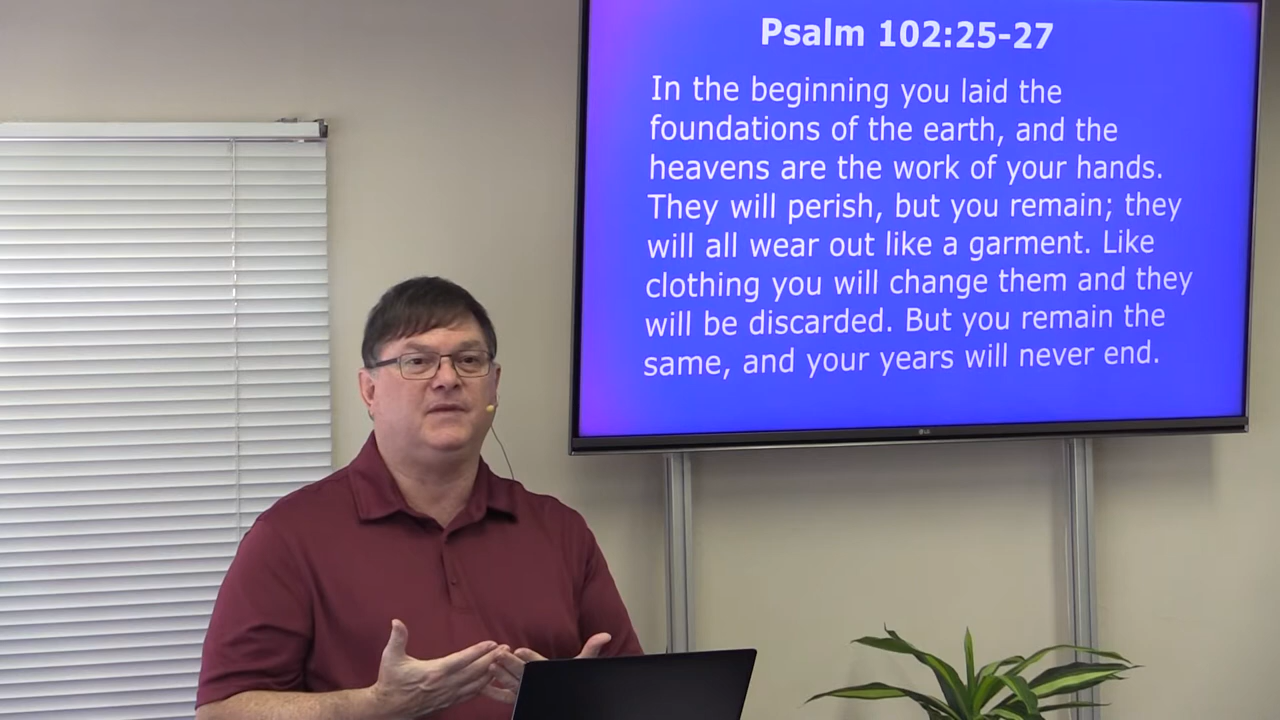 Psalm 102:25-27
In the beginning you laid the
foundations of the earth, and the
heavens are the work of your hands.
They will perish, but you remain; they
will all wear out like a garment. Like
clothing you will change them and they
will be discarded. But you remain the
same, and your years will never end.
LG